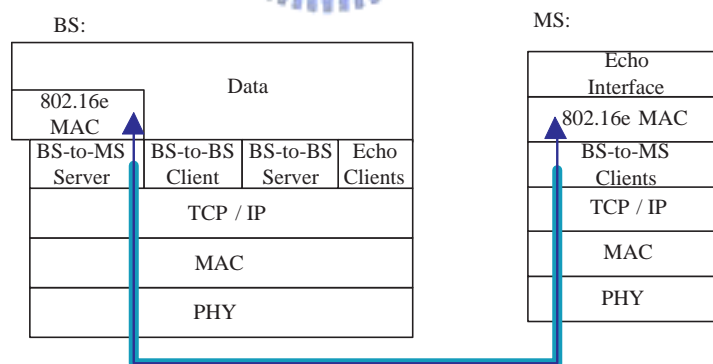 BS:
Data
802.16e
MAC
BS-to-MS
Server
BS-to-BS
Client
BS-to-BS
Server
Echo
Clients
TCP / IP
MAC
PHY
MS:
Echo
Interface
802.16e MAC
BS-to-MS
Clients
TCP / IP
MAC
PHY